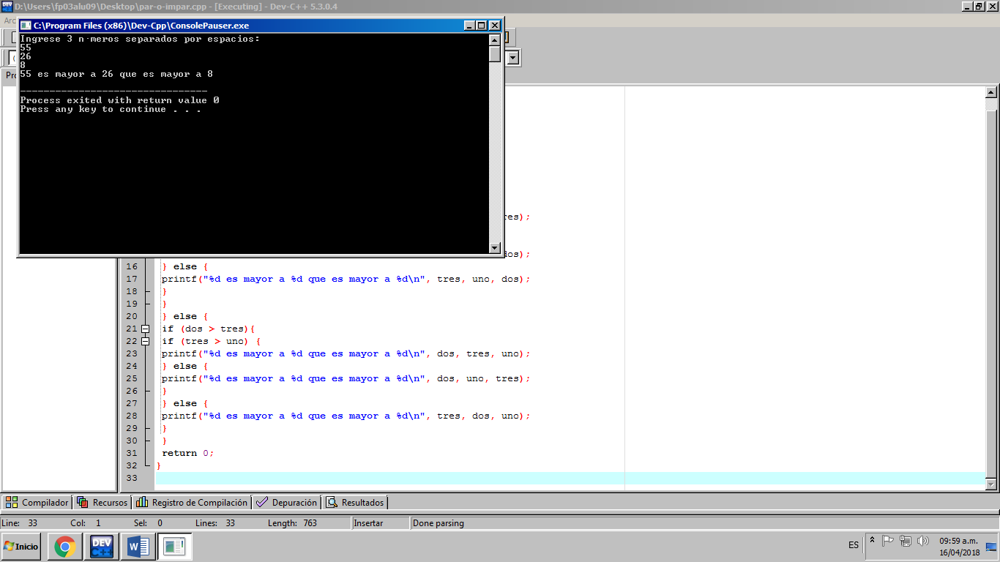 D:\Users\fp03alu09\Desktop\par-o-impar.cpp - [Executing] - Dev-C++ 5.3.0.4
C:\Program Files (x86)\Dev-Cpp\ConsolePauser.exe
Ingrese 3 n·meros separados por espacios:
55
26
8
55 es mayor a 26 que es mayor a 8
--------------------------------
Process exited with return value 0
Press any key to continue . . .
res);
dos);
16 } else {
17 printf("%d es mayor a %d que es mayor a %d\n", tres, uno, dos);
18 }
19 }
20 } else {
21 if (dos > tres){
22 if (tres > uno) {
23 printf("%d es mayor a %d que es mayor a %d\n", dos, tres, uno);
24 } else {
25 printf("%d es mayor a %d que es mayor a %d\n", dos, uno, tres);
26 }
27 } else {
28 printf("%d es mayor a %d que es mayor a %d\n", tres, dos, uno);
29 }
30 }
31 return 0;
32 }
33
Compilador Recursos Registro de Compilación Depuración Resultados
Line: 33 Col: 1 Sel: 0 Lines: 33 Length: 763 Insertar Done parsing
Inicio DEV C++ W ES 09:59 a.m.
16/04/2018